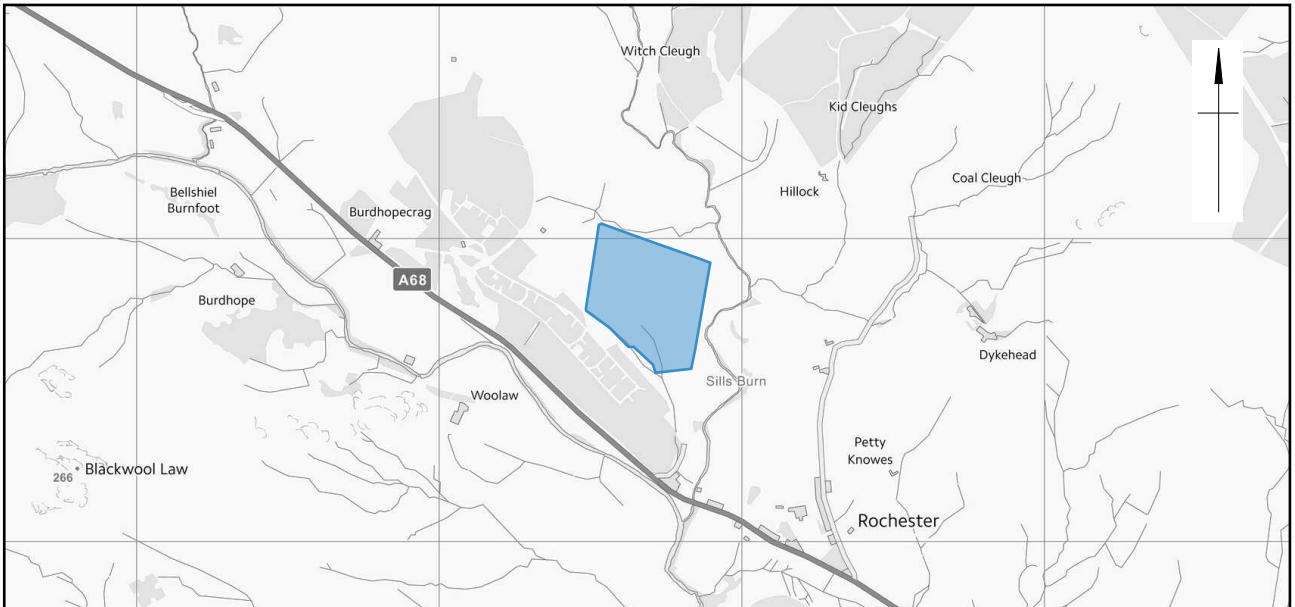 Witch Cleugh
Kid Cleughs
Coal Cleugh
Hillock
Bellshiel
Burnfoot
Burdhopecrag
A68
Burdhope
Dykehead
Sills Burn
Woolaw
Petty
Knowes
Blackwool Law
266
Rochester